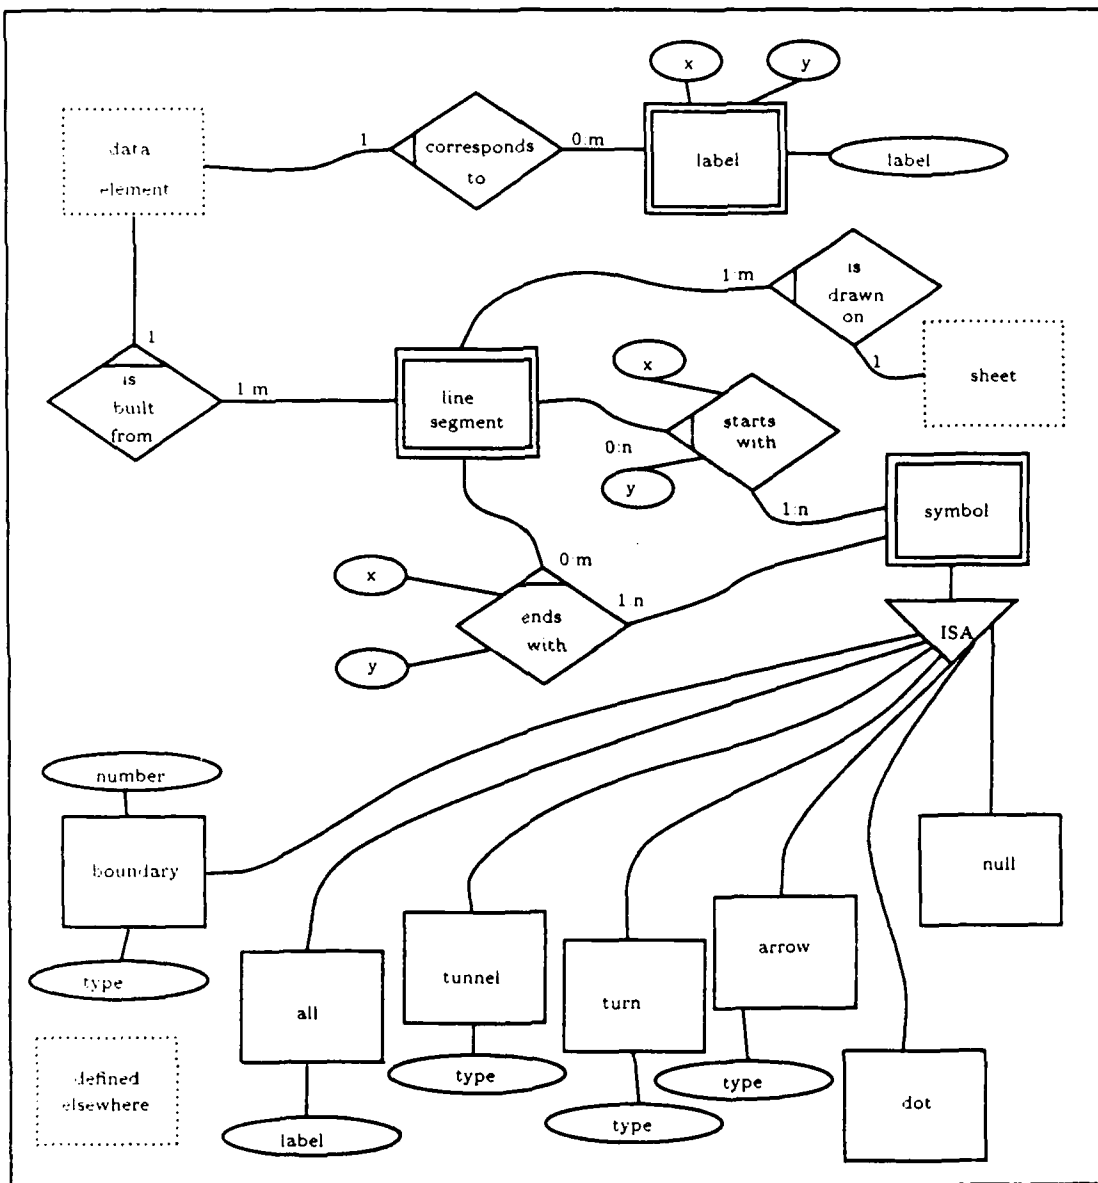 x
y
data
element
1
corresponds
to
0:m
label
label
1:m
is
drawn
on
1
sheet
1
is
built
from
1:m
line
segment
x
starts
with
0:n
y
1:n
symbol
x
0:m
ends
with
1:n
y
ISA
number
boundary
type
all
label
tunnel
type
turn
type
arrow
type
null
dot
defined
elsewhere